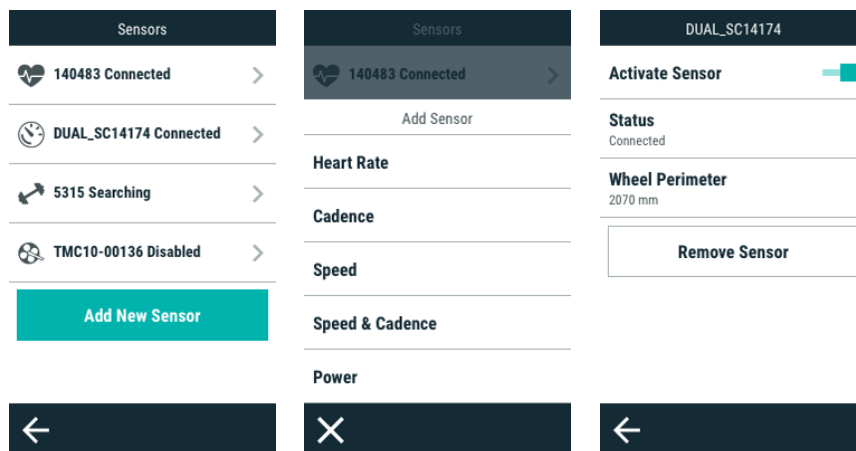 Sensors
140483 Connected
DUAL_SC14174 Connected
5315 Searching
TMC10-00136 Disabled
Add New Sensor
Sensors
140483 Connected
Add Sensor
Heart Rate
Cadence
Speed
Speed & Cadence
Power
DUAL_SC14174
Activate Sensor
Status
Connected
Wheel Perimeter
2070 mm
Remove Sensor